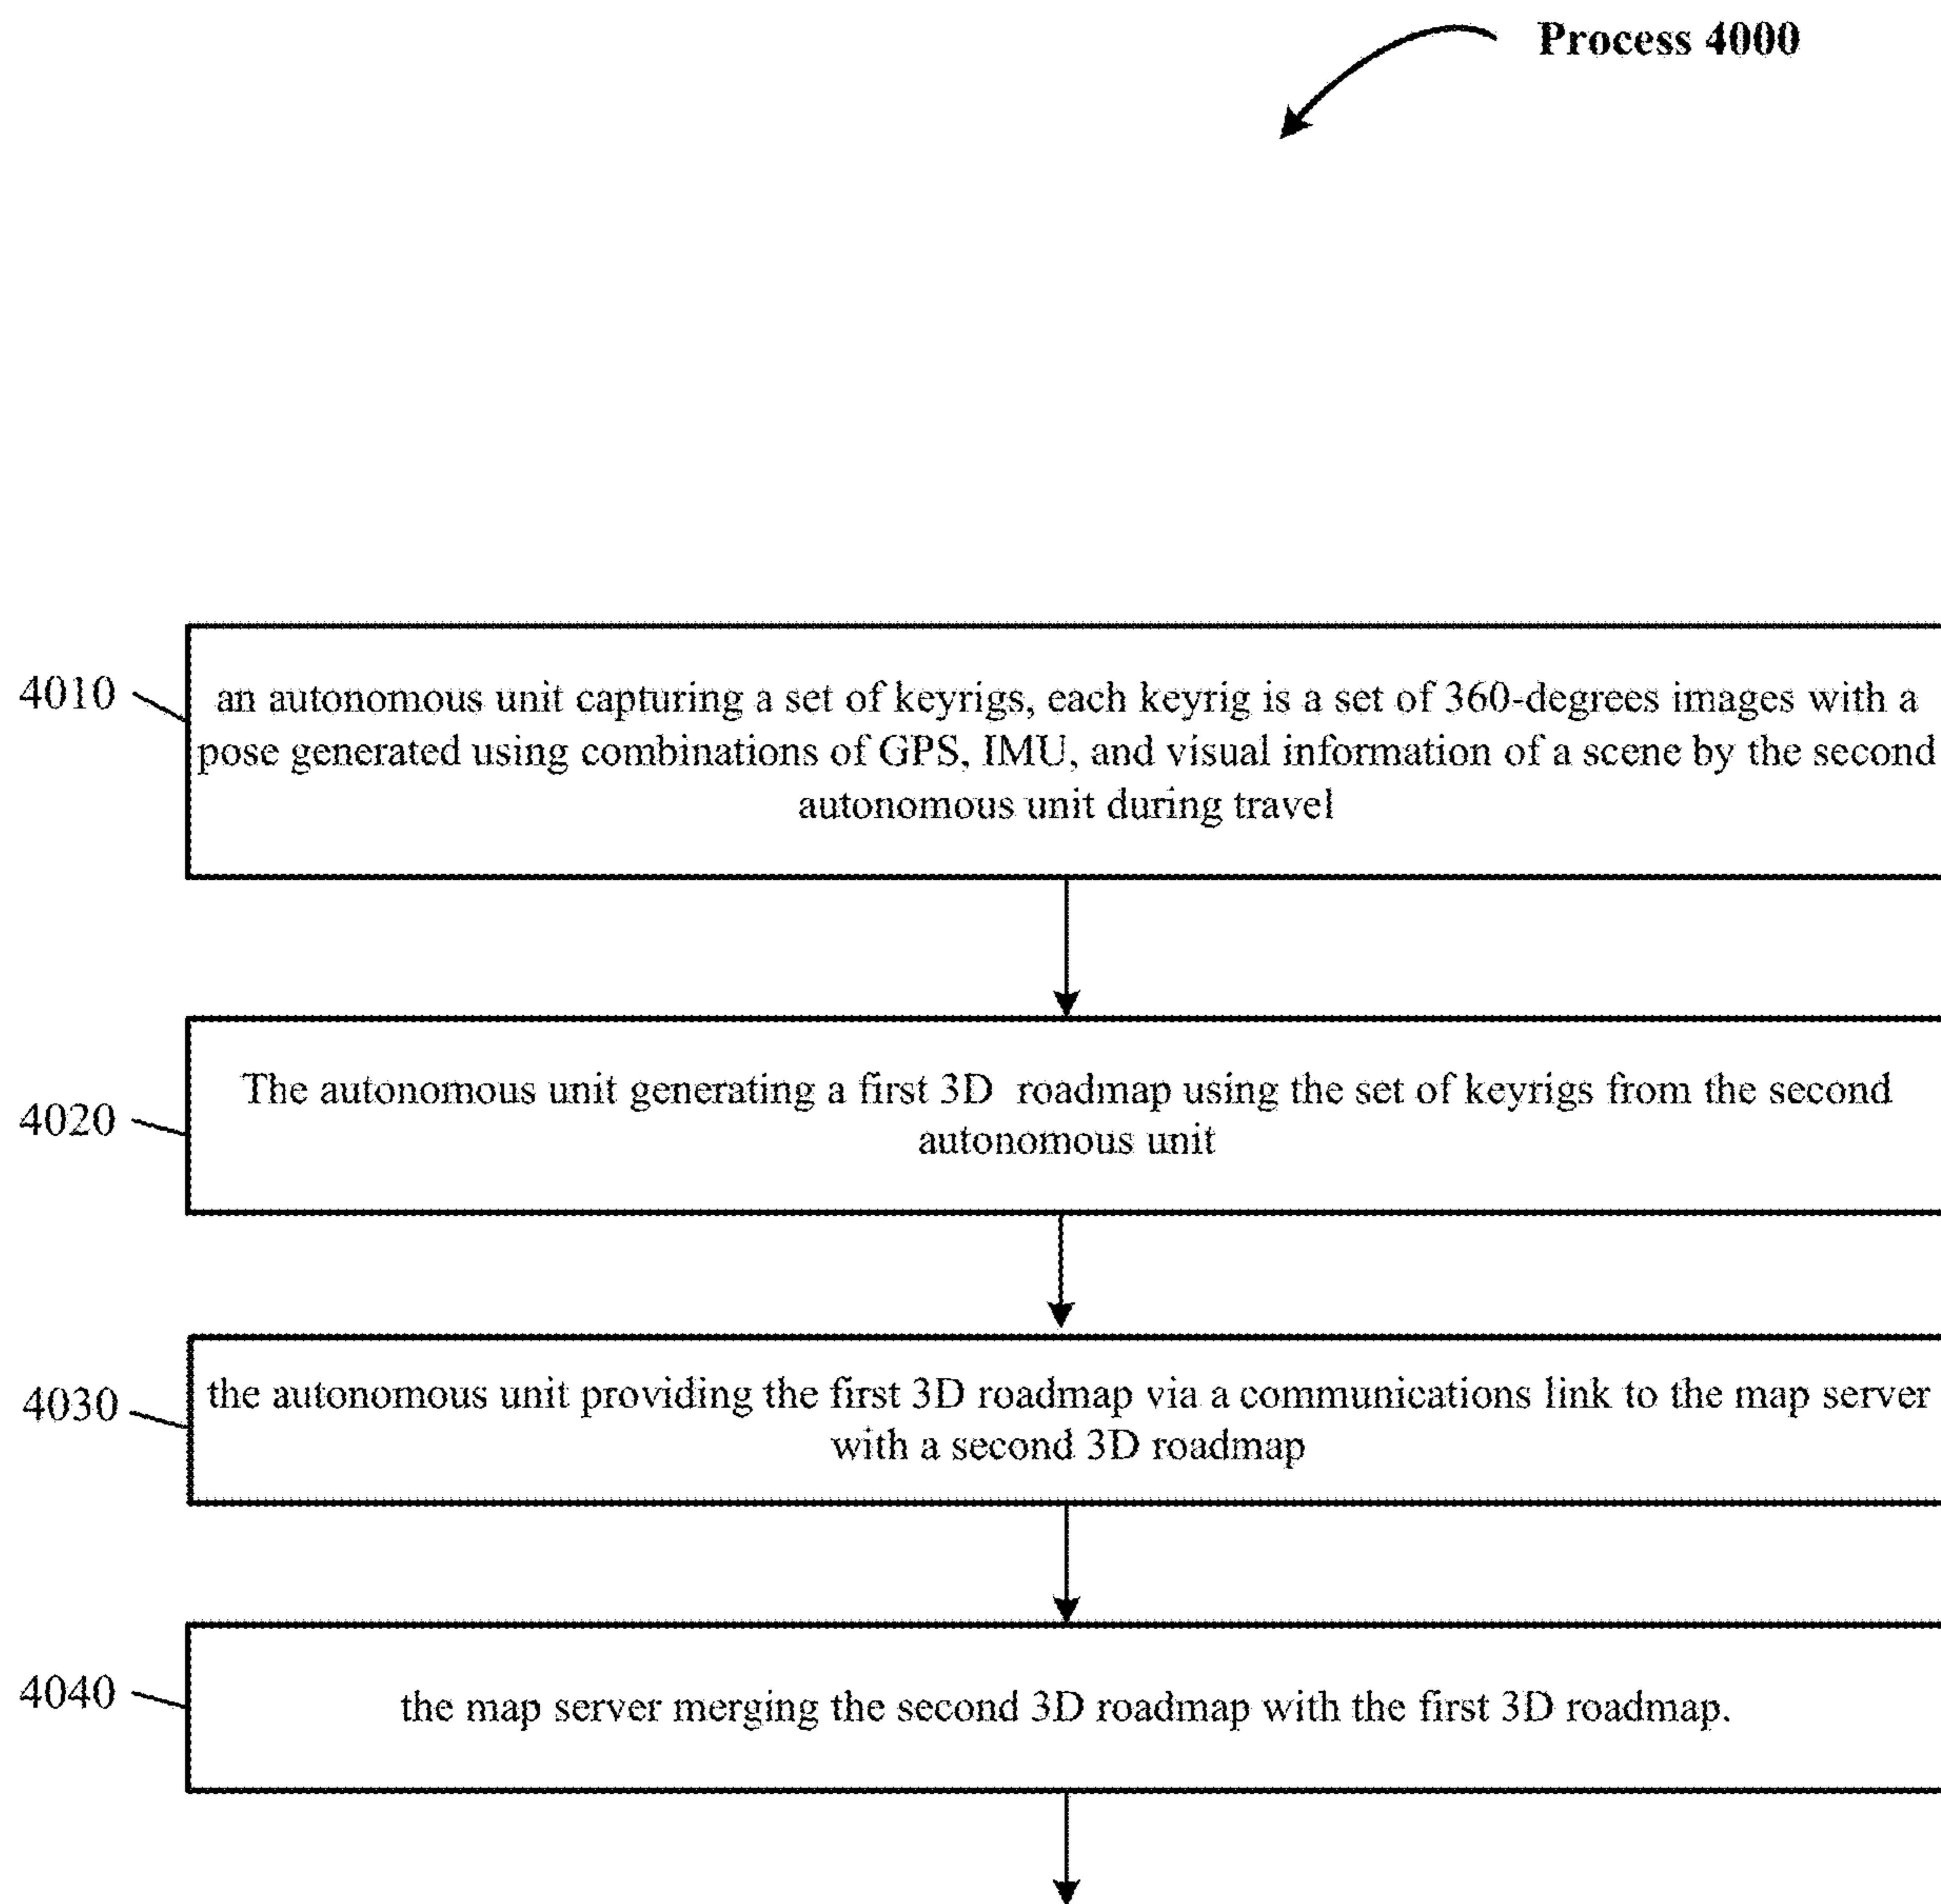 Process 4000
4010
an autonomous unit capturing a set of keyrigs, each keyrig is a set of 360-degrees images with a
pose generated using combinations of GPS, IMU, and visual information of a scene by the second
autonomous unit during travel
4020
The autonomous unit generating a first 3D roadmap using the set of keyrigs from the second
autonomous unit
4030
the autonomous unit providing the first 3D roadmap via a communications link to the map server
with a second 3D roadmap
4040
the map server merging the second 3D roadmap with the first 3D roadmap.